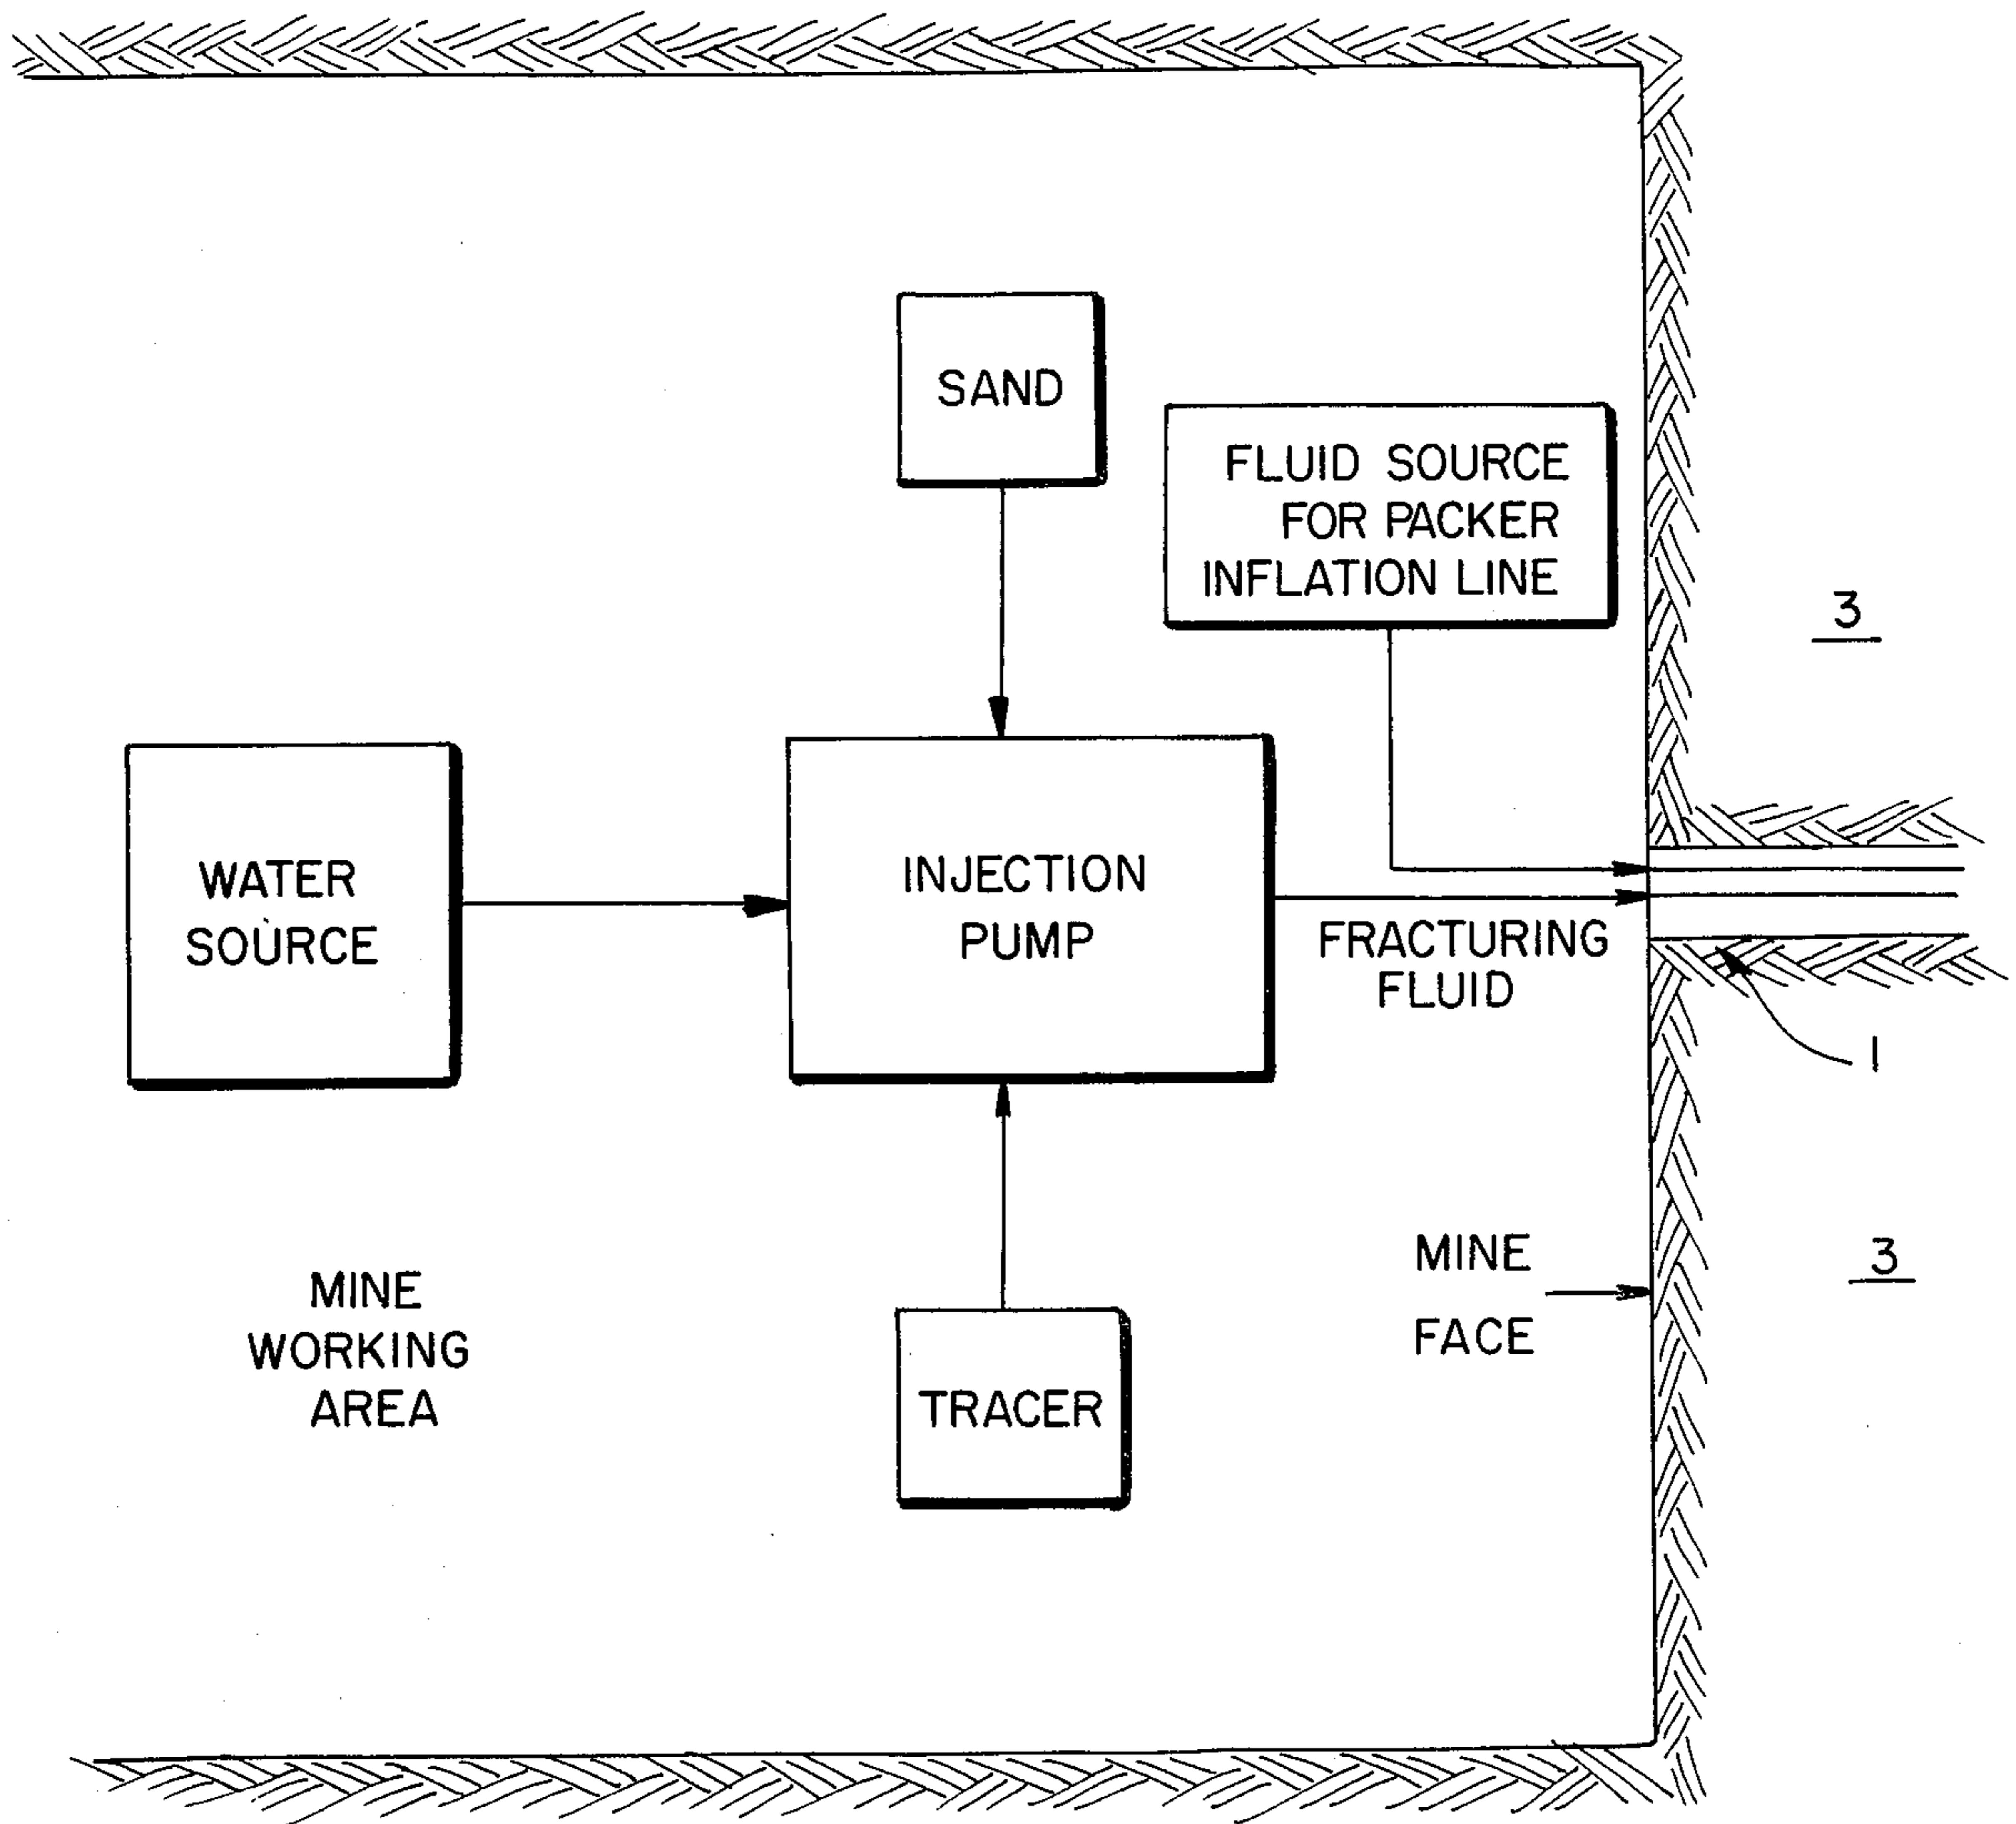 SAND
FLUID SOURCE
FOR PACKER
INFLATION LINE
3
WATER
SOURCE
INJECTION
PUMP
FRACTURING
FLUID
1
MINE
WORKING
AREA
TRACER
MINE
FACE
3